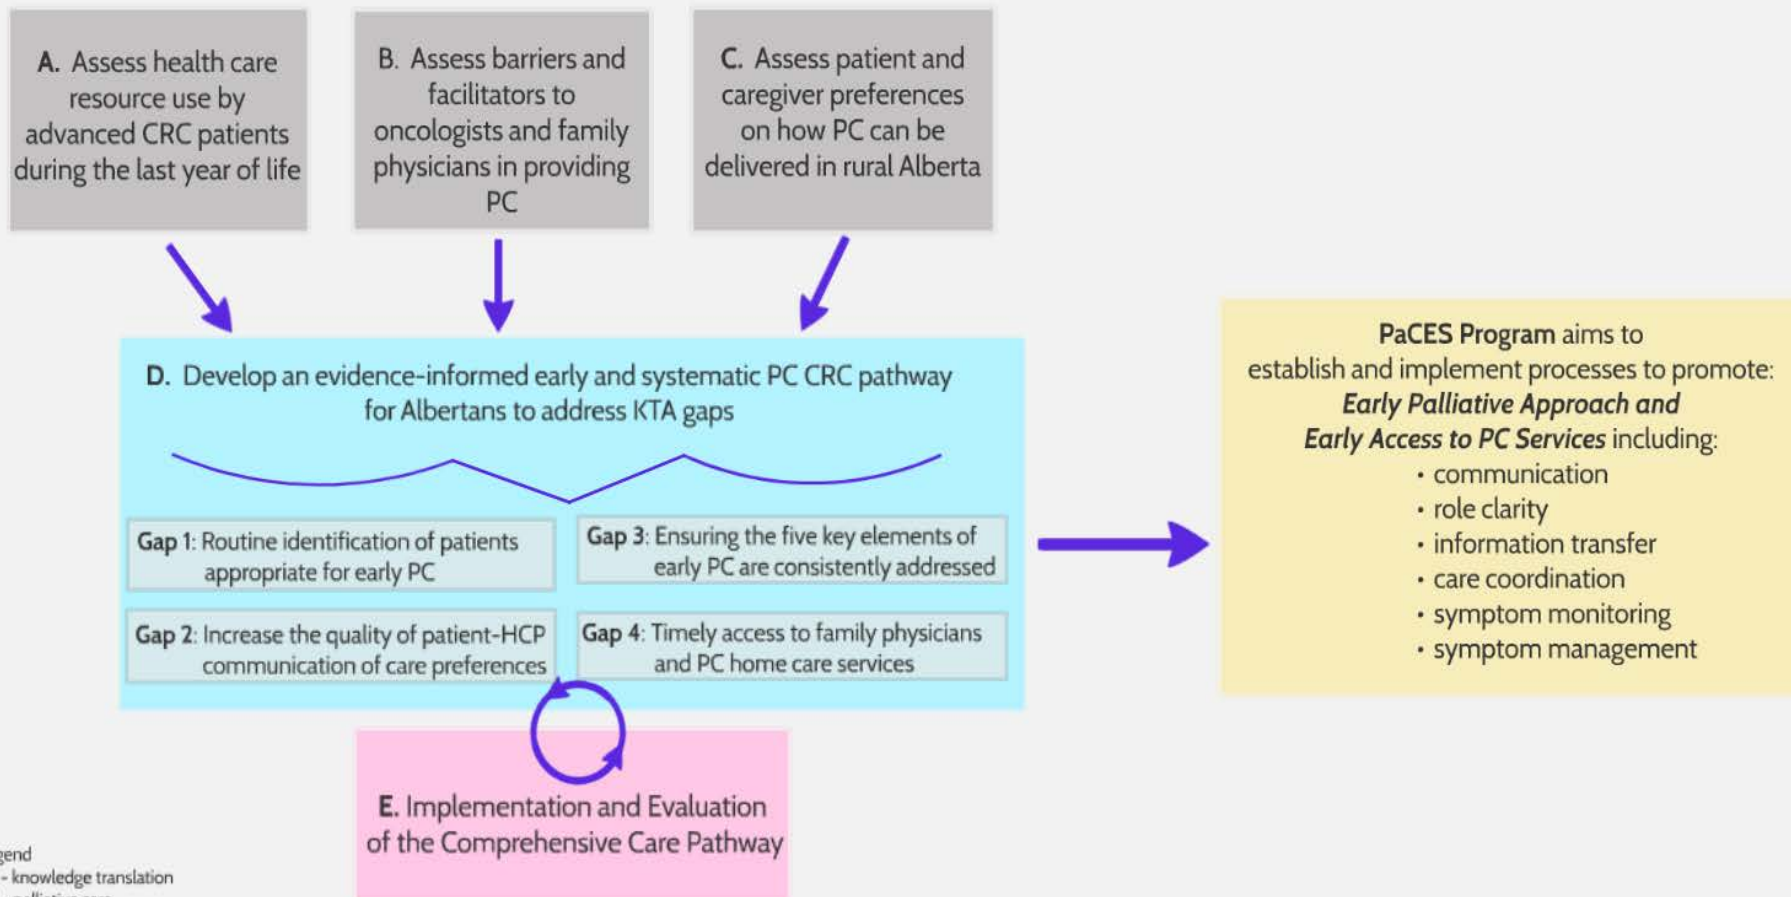 A. Assess health care
resource use by
advanced CRC patients
during the last year of life
B. Assess barriers and
facilitators to
oncologists and family
physicians in providing
PC
C. Assess patient and
caregiver preferences
on how PC can be
delivered in rural Alberta
D. Develop an evidence-informed early and systematic PC CRC pathway
for Albertans to address KTA gaps
Gap 1: Routine identification of patients
appropriate for early PC
Gap 2: Increase the quality of patient-HCP
communication of care preferences
Gap 3: Ensuring the five key elements of
early PC are consistently addressed
Gap 4: Timely access to family physicians
and PC home care services
E. Implementation and Evaluation
of the Comprehensive Care Pathway
PaCES Program aims to
establish and implement processes to promote:
Early Palliative Approach and
Early Access to PC Services including:
• communication
• role clarity
• information transfer
• care coordination
• symptom monitoring
• symptom management
gend
- knowledge translation